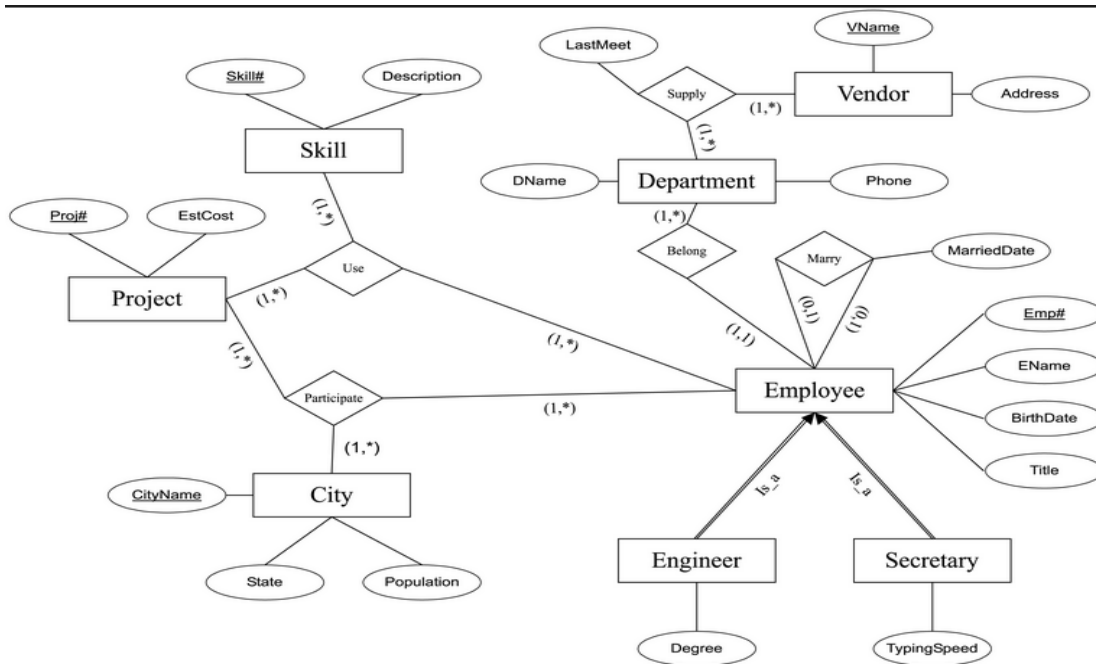 VName
LastMeet
Skill#
Description
Supply
(1,*)
Vendor
Address
(1,*)
Skill
DName
Department
Phone
(1,*)
(1,*)
Proj#
EstCost
Belong
Marry
MarriedDate
Use
Project
(1,*)
(0,1)
(0,1)
Emp#
(1,1)
(1,*)
(1,*)
EName
Employee
Participate
(1,*)
BirthDate
(1,*)
Title
CityName
City
Is_a
Is_a
Engineer
Secretary
State
Population
Degree
TypingSpeed